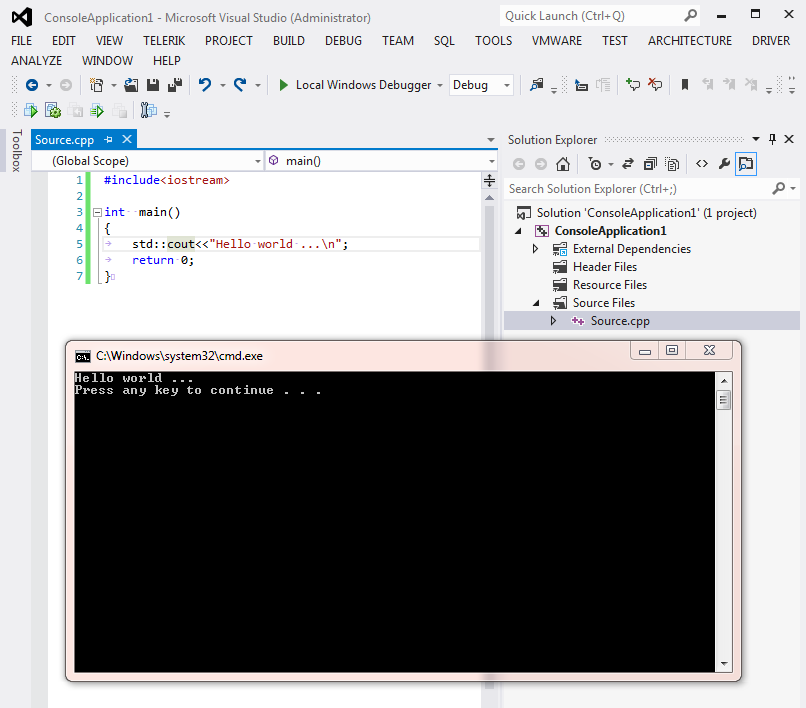 ConsoleApplication1 - Microsoft Visual Studio (Administrator)
Quick Launch (Ctrl+Q)
FILE EDIT VIEW TELERIK PROJECT BUILD DEBUG TEAM SQL TOOLS VMWARE TEST ARCHITECTURE DRIVER
ANALYZE WINDOW HELP
Local Windows Debugger Debug
Toolbox
Source.cpp
(Global Scope) main()
1 #include<iostream>
2
3 int main()
4 {
5 std::cout<<"Hello world ...\n";
6 return 0;
7 }
Solution Explorer
Search Solution Explorer (Ctrl+;)
Solution 'ConsoleApplication1' (1 project)
ConsoleApplication1
External Dependencies
Header Files
Resource Files
Source Files
Source.cpp
C:\Windows\system32\cmd.exe
Hello world ...
Press any key to continue . . .